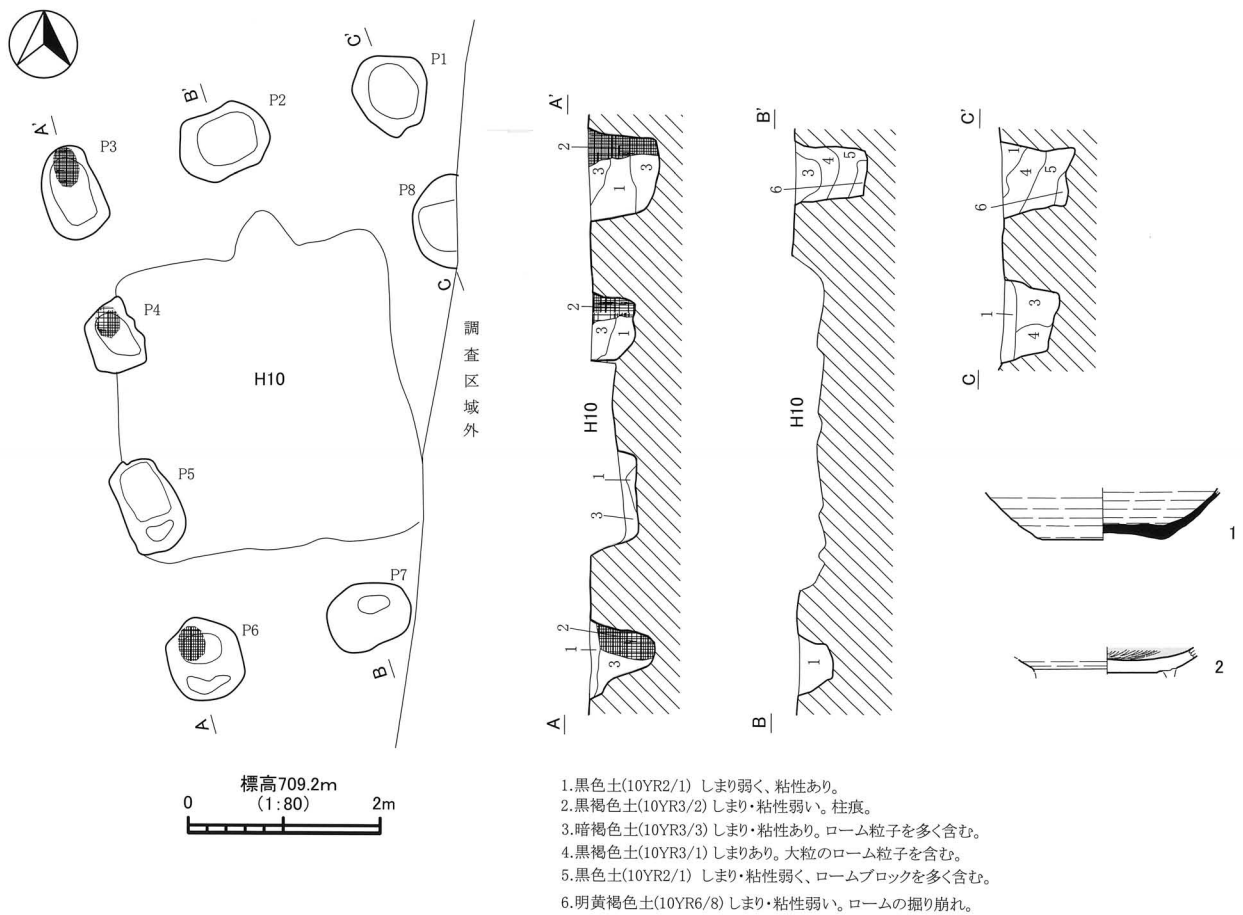 A'
B'
C'
P1
P2
P3
P8
C
P4
H10
調査区域外
P5
P7
P6
B
A
A'
2
3
1
3
2
3
1
H10
1
3
2
1
3
A
B'
3
4
5
6
H10
1
B
C'
1
4
5
6
3
1
4
C
1
2
標高709.2m
0 (1:80) 2m
1.黒色土(10YR2/1) しまり弱く、粘性あり。
2.黒褐色土(10YR3/2) しまり・粘性弱い。柱痕。
3.暗褐色土(10YR3/3) しまり・粘性あり。ローム粒子を多く含む。
4.黒褐色土(10YR3/1) しまりあり。大粒のローム粒子を含む。
5.黒色土(10YR2/1) しまり・粘性弱く、ロームブロックを多く含む。
6.明黄褐色土(10YR6/8) しまり・粘性弱い。ロームの掘り崩れ。